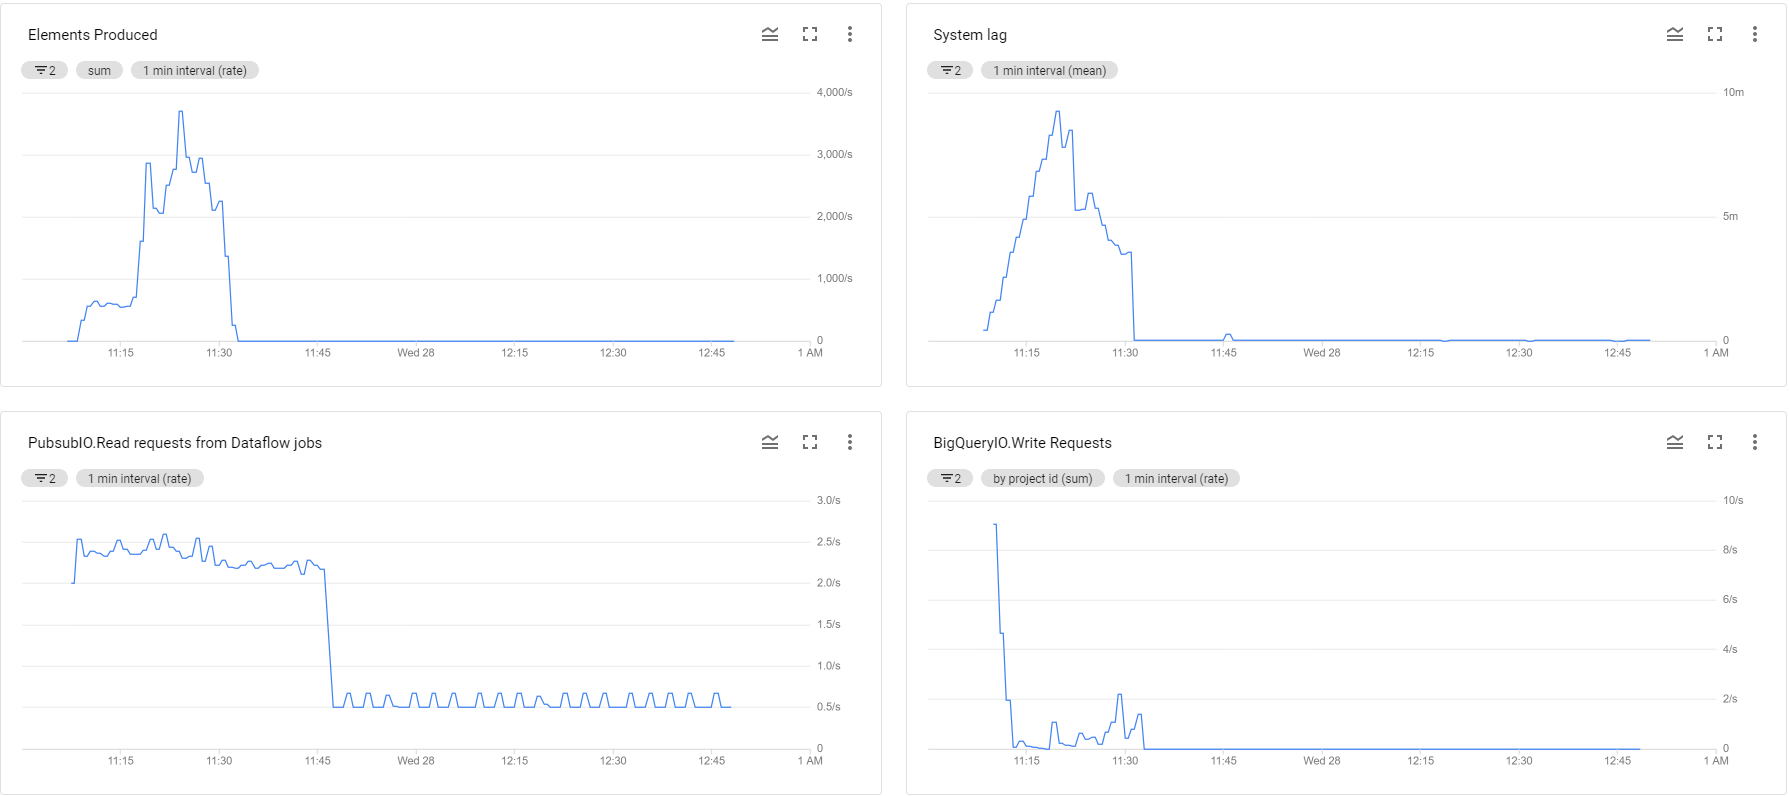 Elements Produced
2 sum 1 min interval (rate)
4,000/s
3,000/s
2,000/s
1,000/s
0
11:15 11:30 11:45 Wed 28 12:15 12:30 12:45 1 AM
System lag
2 1 min interval (mean)
10m
5m
0
11:15 11:30 11:45 Wed 28 12:15 12:30 12:45 1 AM
PubsubIO.Read requests from Dataflow jobs
2 1 min interval (rate)
3.0/s
2.5/s
2.0/s
1.5/s
1.0/s
0.5/s
0
11:15 11:30 11:45 Wed 28 12:15 12:30 12:45 1 AM
BigQueryIO.Write Requests
2 by project id (sum) 1 min interval (rate)
10/s
8/s
6/s
4/s
2/s
0
11:15 11:30 11:45 Wed 28 12:15 12:30 12:45 1 AM